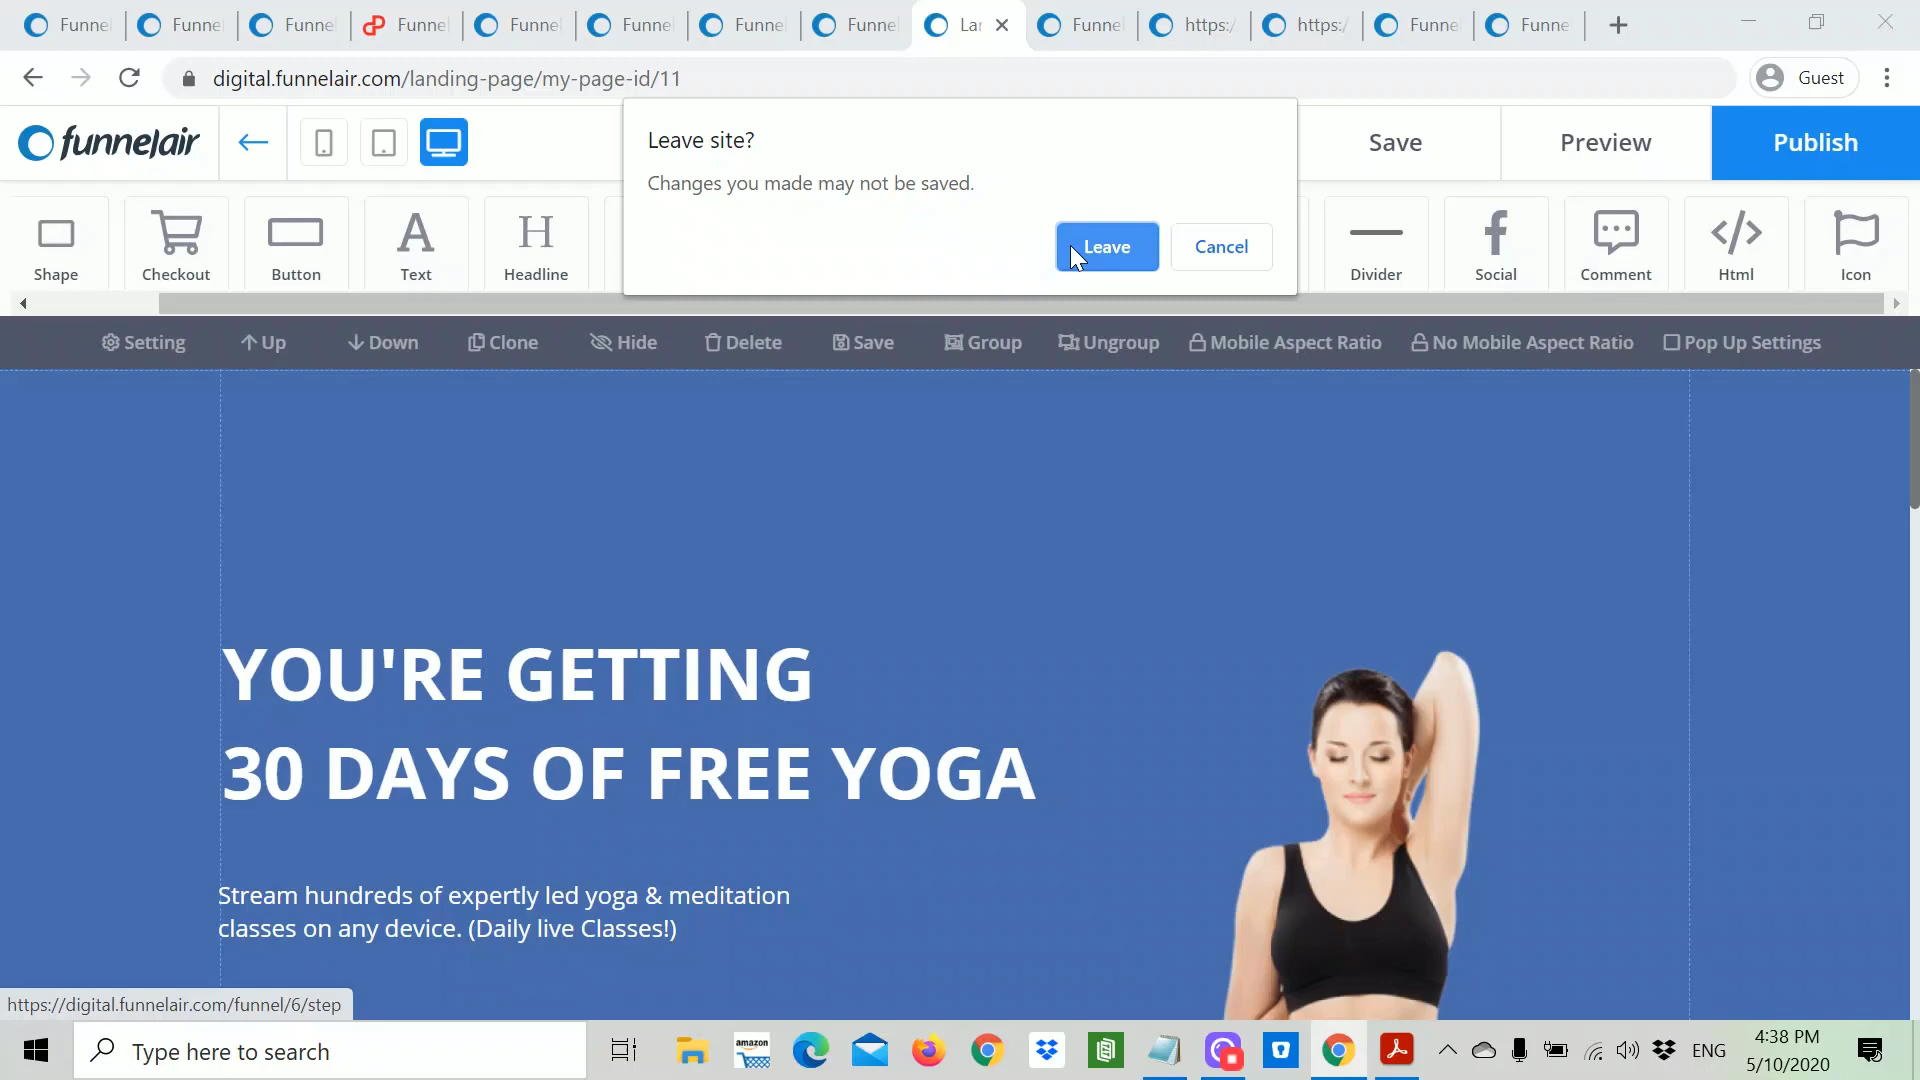 Funne
Funne
Funne
Funne
Funne
Funne
Funne
Funne
La
Funne
https:/
https:/
Funne
Funne
digital.funnelair.com/landing-page/my-page-id/11
Guest
funnelair
Leave site?
Changes you made may not be saved.
Leave
Cancel
Save
Preview
Publish
Shape
Checkout
Button
Text
Headline
Divider
Social
Comment
Html
Icon
Setting
Up
Down
Clone
Hide
Delete
Save
Group
Ungroup
Mobile Aspect Ratio
No Mobile Aspect Ratio
Pop Up Settings
YOU'RE GETTING
30 DAYS OF FREE YOGA
Stream hundreds of expertly led yoga & meditation
classes on any device. (Daily live Classes!)
https://digital.funnelair.com/funnel/6/step
Type here to search
amazon
ENG
4:38 PM
5/10/2020